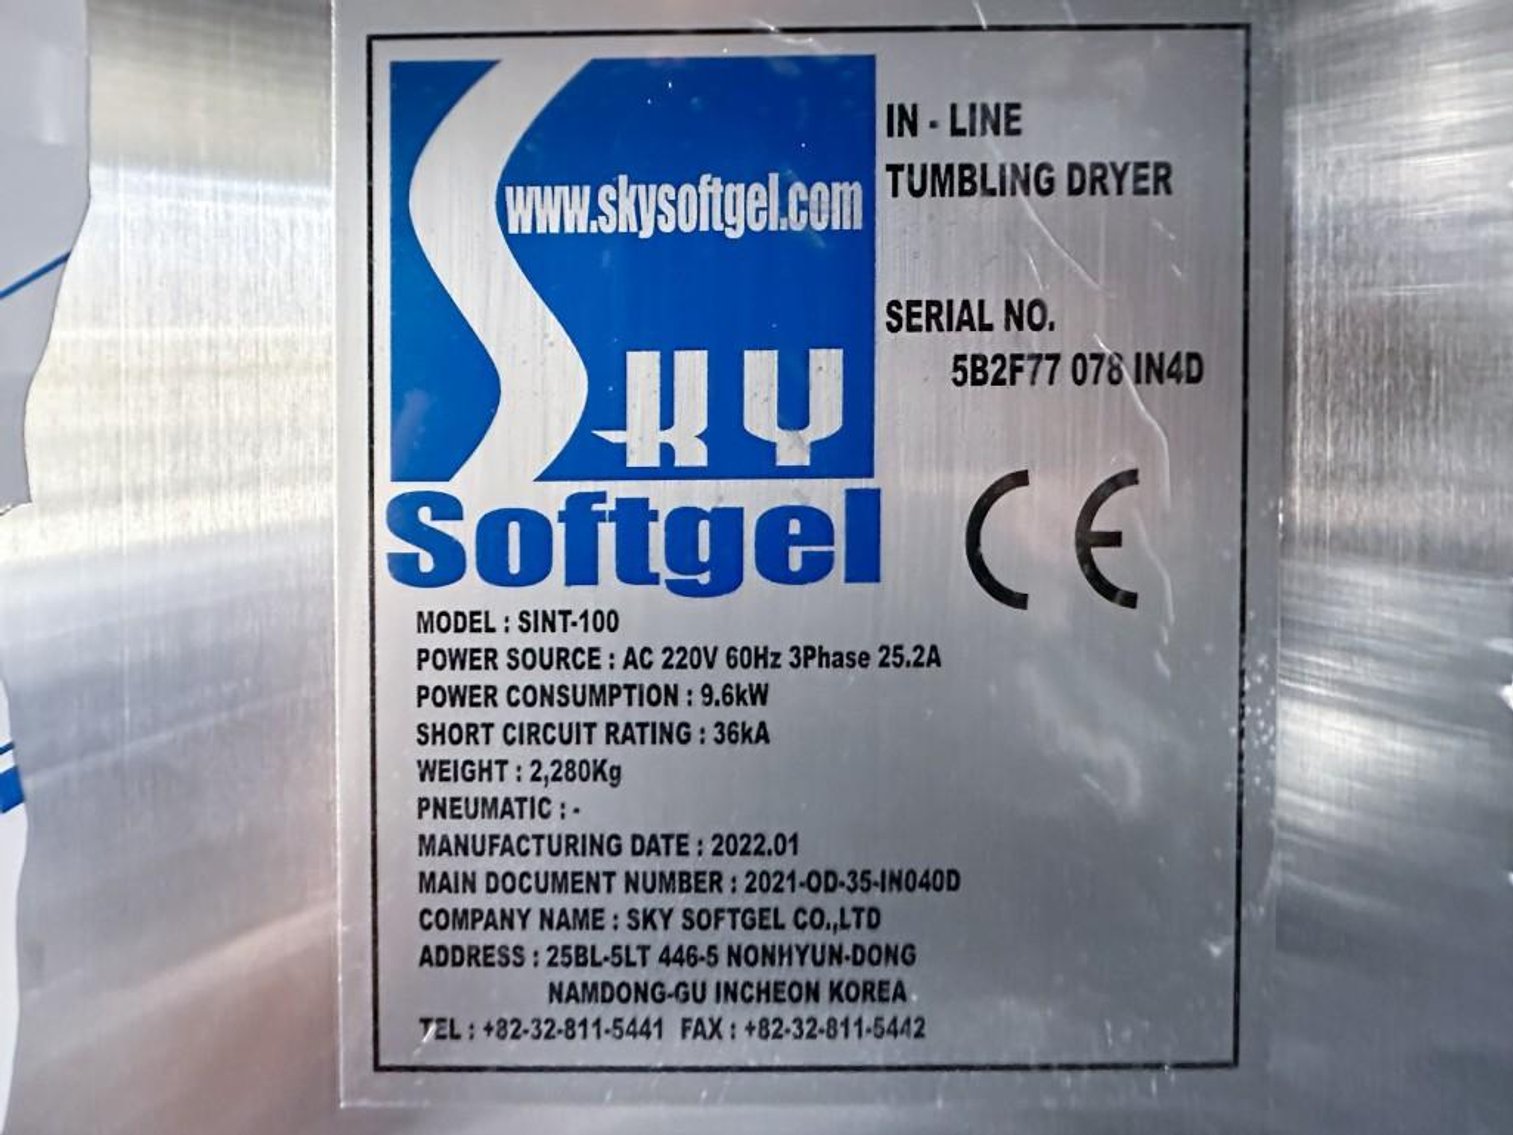 IN - LINE
TUMBLING DRYER
www.skysoftgel.com
SERIAL NO.
5B2F77 078 IN4D
SKY
Softgel
CE
MODEL : SINT-100
POWER SOURCE : AC 220V 60Hz 3Phase 25.2A
POWER CONSUMPTION : 9.6kW
SHORT CIRCUIT RATING : 36kA
WEIGHT : 2,280Kg
PNEUMATIC : -
MANUFACTURING DATE : 2022.01
MAIN DOCUMENT NUMBER : 2021-OD-35-IN040D
COMPANY NAME : SKY SOFTGEL CO.,LTD
ADDRESS : 25BL-5LT 446-5 NONHYUN-DONG
NAMDONG-GU INCHEON KOREA
TEL : +82-32-811-5441 FAX : +82-32-811-5442